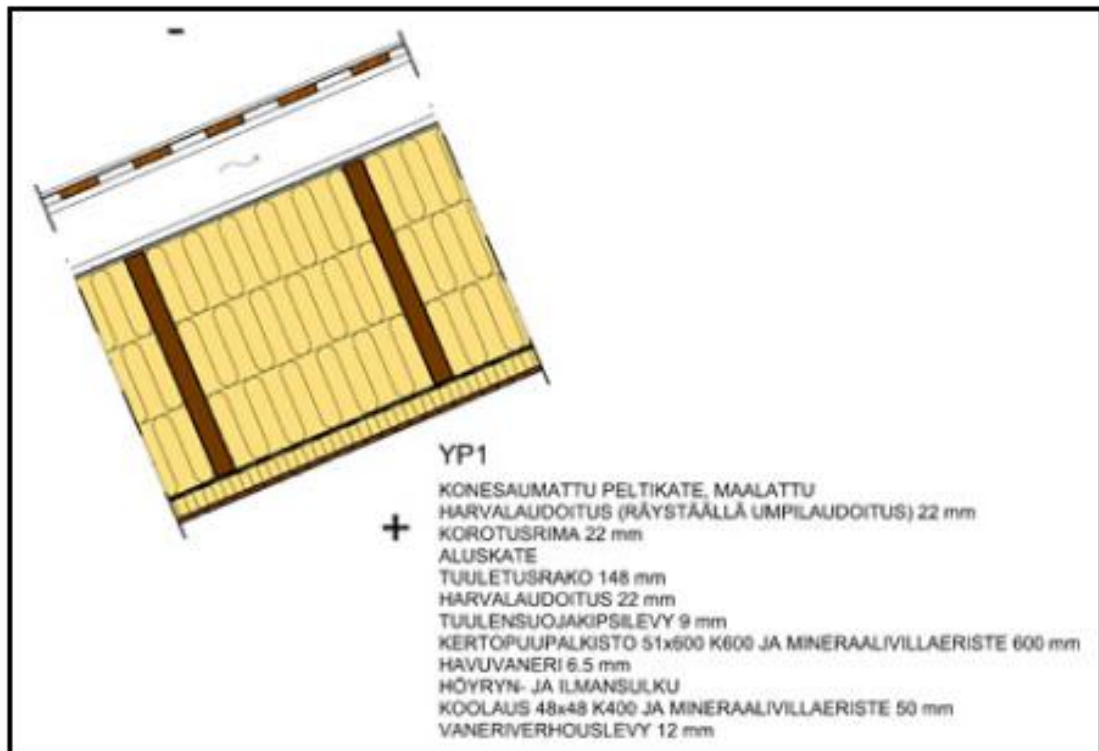 -
YP1
KONESAUMATTU PELTIKATE, MAALATTU
HARVALAUDOITUS (RÄYSTÄÄLLÄ UMPILAUDOITUS) 22 mm
+
KOROTUSRIMA 22 mm
ALUSKATE
TUULETUSRAKO 148 mm
HARVALAUDOITUS 22 mm
TUULENSUOJAKIPSILEVY 9 mm
KERTOPUUPALKISTO 51x600 K600 JA MINERAALIVILLAERISTE 600 mm
HAVUVANERI 6.5 mm
HÖYRYN- JA ILMANSULKU
KOOLAUS 48x48 K400 JA MINERAALIVILLAERISTE 50 mm
VANERIVERHOUSLEVY 12 mm